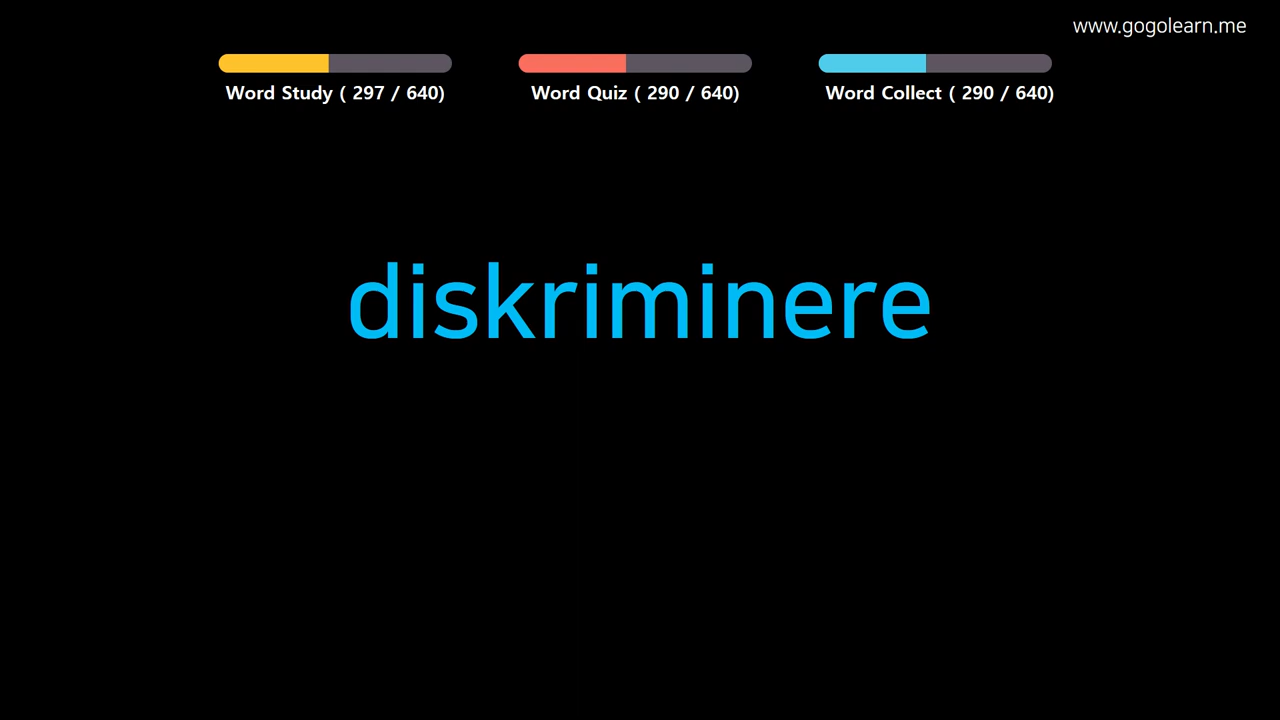 www.gogolearn.me
Word Study ( 297 / 640)
Word Quiz ( 290 / 640)
Word Collect ( 290 / 640)
diskriminere